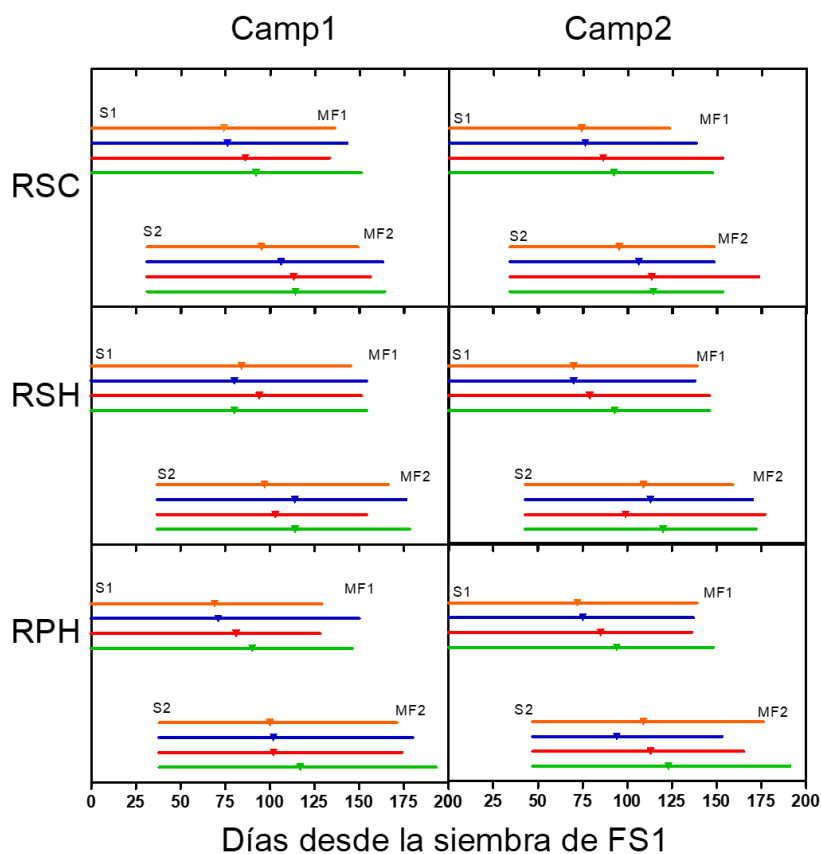 Camp1 Camp2
S1 MF1 S1 MF1
RSC
S2 MF2 S2 MF2
S1 MF1 S1 MF1
RSH
S2 MF2 S2 MF2
S1 MF1 S1 MF1
RPH
S2 MF2 S2 MF2
0 25 50 75 100 125 150 175 200 00 25 50 75 100 125 150 175 200
Días desde la siembra de FS1